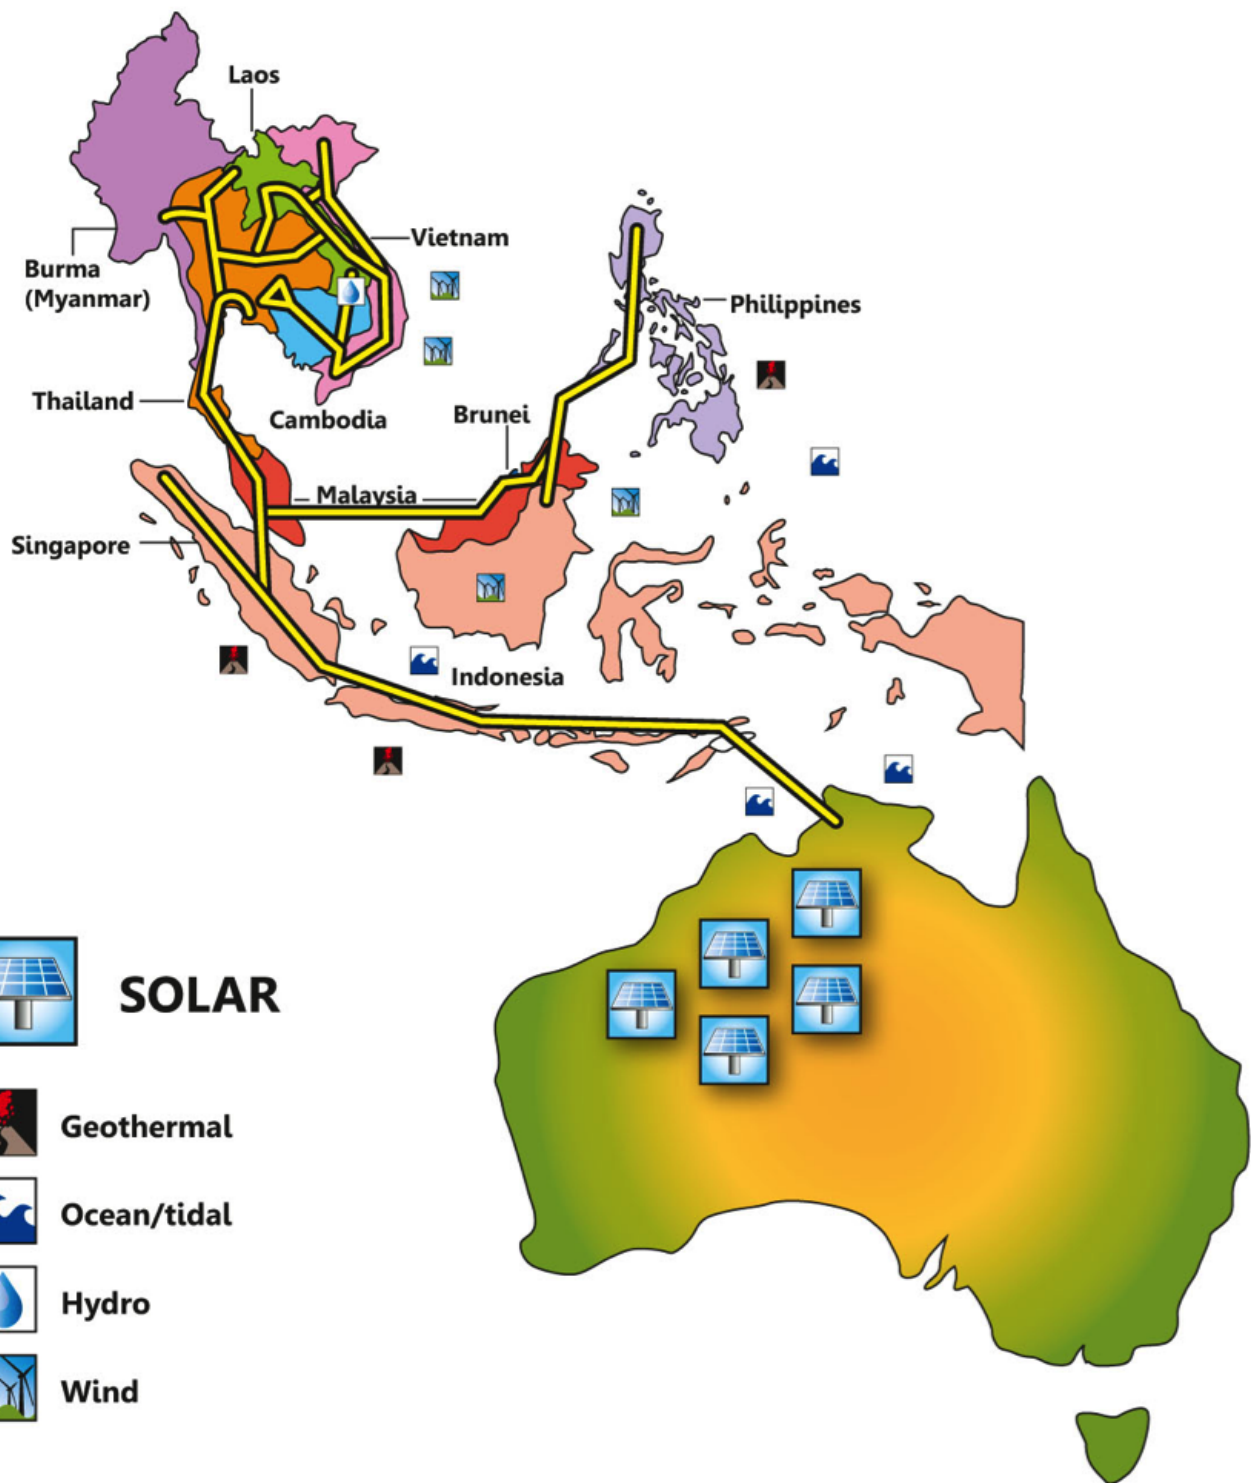 Laos
Vietnam
Burma
(Myanmar)
Philippines
Thailand
Cambodia
Brunei
Malaysia
Singapore
Indonesia
SOLAR
Geothermal
Ocean/tidal
Hydro
Wind